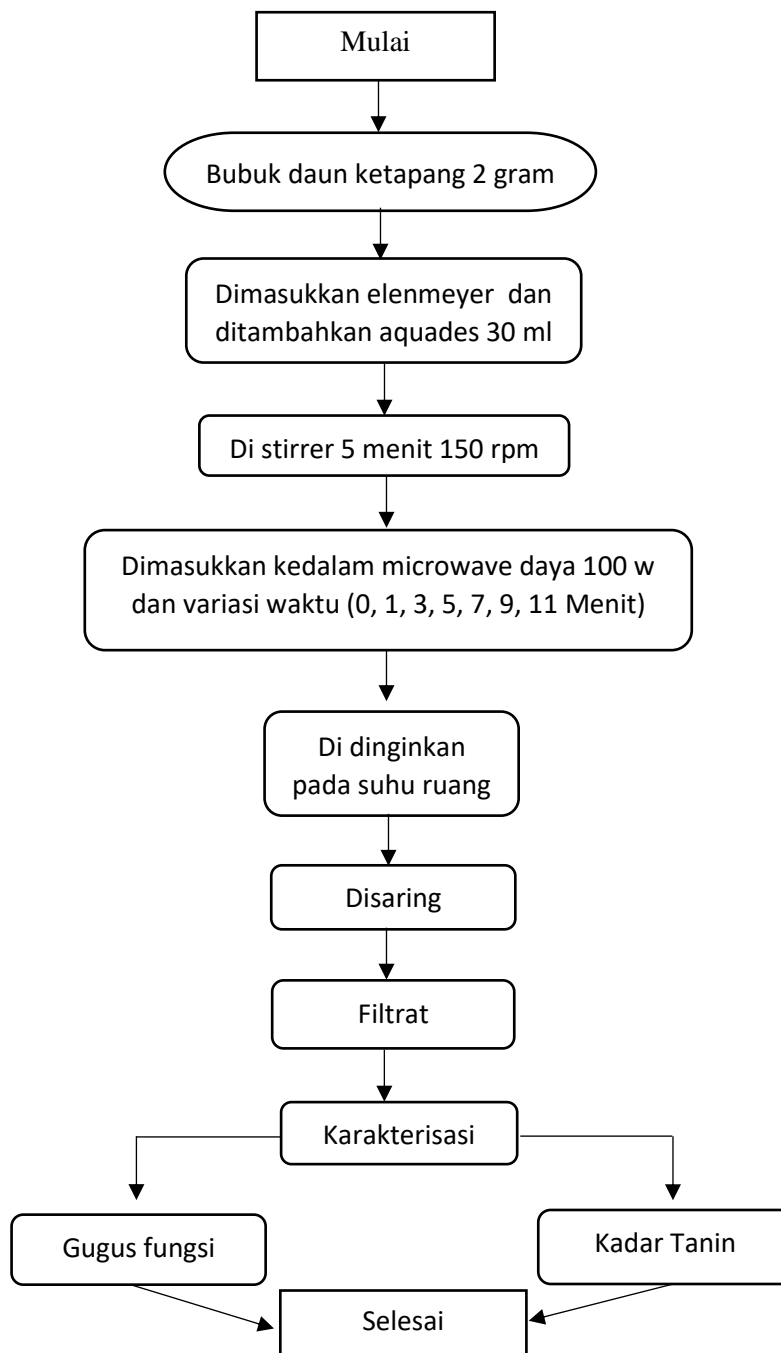 Mulai
Bubuk daun ketapang 2 gram
Dimasukkan elenmeyer dan
ditambahkan aquades 30 ml
Di stirrer 5 menit 150 rpm
Dimasukkan kedalam microwave daya 100 w
dan variasi waktu (0, 1, 3, 5, 7, 9, 11 Menit)
Di dinginkan
pada suhu ruang
Disaring
Filtrat
Karakterisasi
Gugus fungsi
Kadar Tanin
Selesai